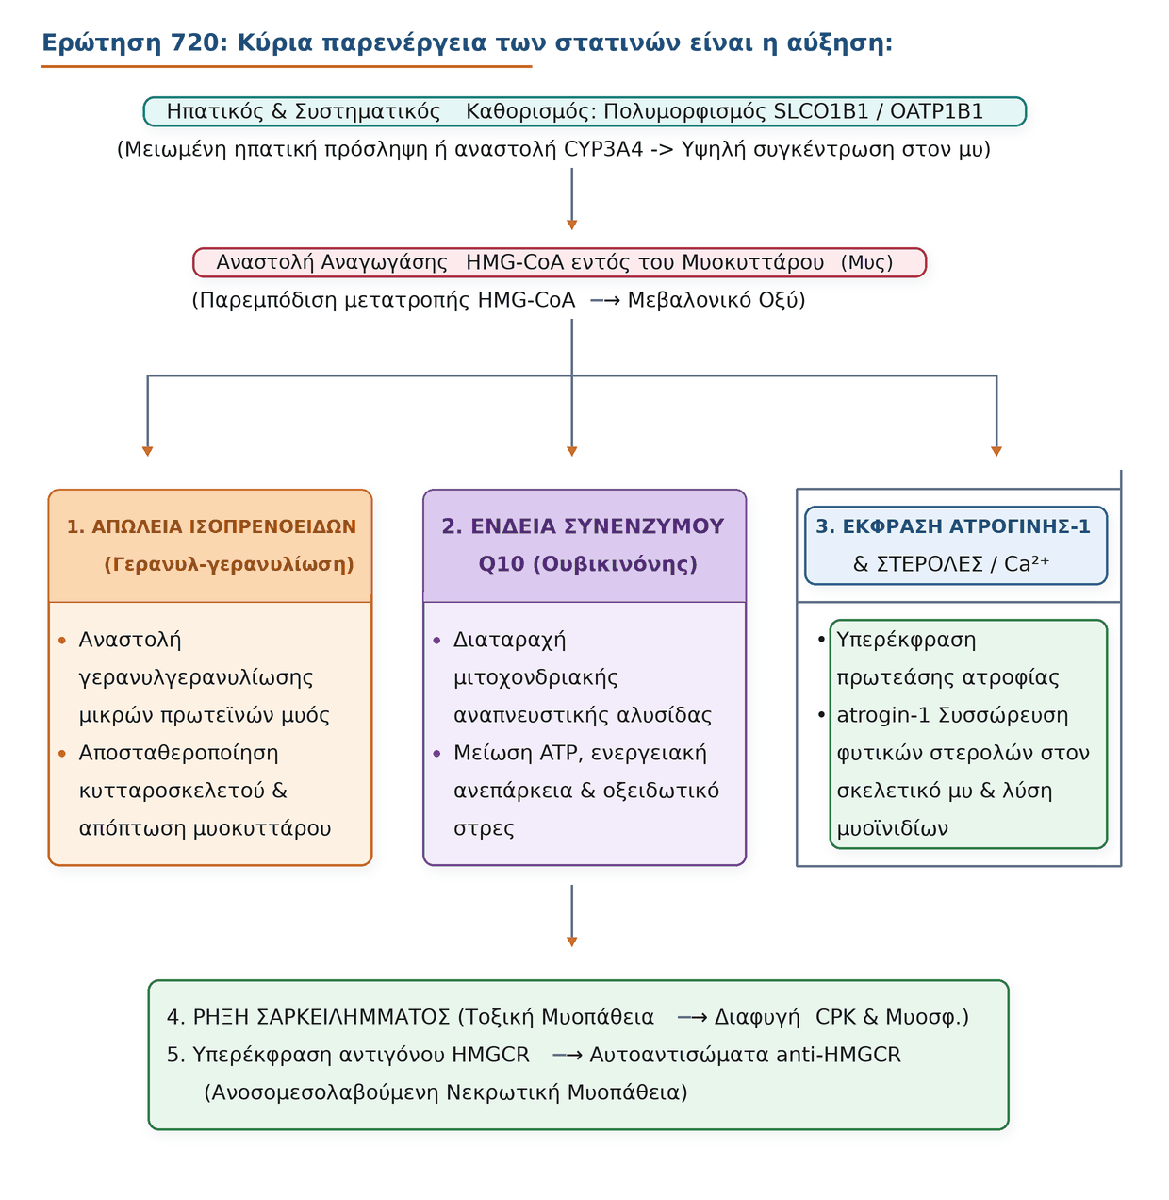 Ερώτηση 720: Κύρια παρενέργεια των στατινών είναι η αύξηση:
Ηπατικός & Συστηματικός Καθορισμός: Πολυμορφισμός SLCO1B1 / OATP1B1
(Μειωμένη ηπατική πρόσληψη ή αναστολή CYP3A4 -> Υψηλή συγκέντρωση στον μυ)
Αναστολή Αναγωγάσης HMG-CoA εντός του Μυοκυττάρου (Μυς)
(Παρεμπόδιση μετατροπής HMG-CoA ─→ Μεβαλονικό Οξύ)
1. ΑΠΩΛΕΙΑ ΙΣΟΠΡΕΝΟΕΙΔΩΝ
(Γερανυλ-γερανυλίωση)
• Αναστολή
γερανυλγερανυλίωσης
μικρών πρωτεϊνών μυός
• Αποσταθεροποίηση
κυτταροσκελετού &
απόπτωση μυοκυττάρου
2. ΕΝΔΕΙΑ ΣΥΝΕΝΖΥΜΟΥ
Q10 (Ουβικινόνης)
• Διαταραχή
μιτοχονδριακής
αναπνευστικής αλυσίδας
• Μείωση ATP, ενεργειακή
ανεπάρκεια & οξειδωτικό
στρες
3. ΕΚΦΡΑΣΗ ΑΤΡΟΓΙΝΗΣ-1
& ΣΤΕΡΟΛΕΣ / Ca²⁺
• Υπερέκφραση
πρωτεάσης ατροφίας
• atrogin-1 Συσσώρευση
φυτικών στερολών στον
σκελετικό μυ & λύση
μυοϊνιδίων
4. ΡΗΞΗ ΣΑΡΚΕΙΛΗΜΜΑΤΟΣ (Τοξική Μυοπάθεια ─→ Διαφυγή CPK & Μυοσφ.)
5. Υπερέκφραση αντιγόνου HMGCR ─→ Αυτοαντισώματα anti-HMGCR
(Ανοσομεσολαβούμενη Νεκρωτική Μυοπάθεια)